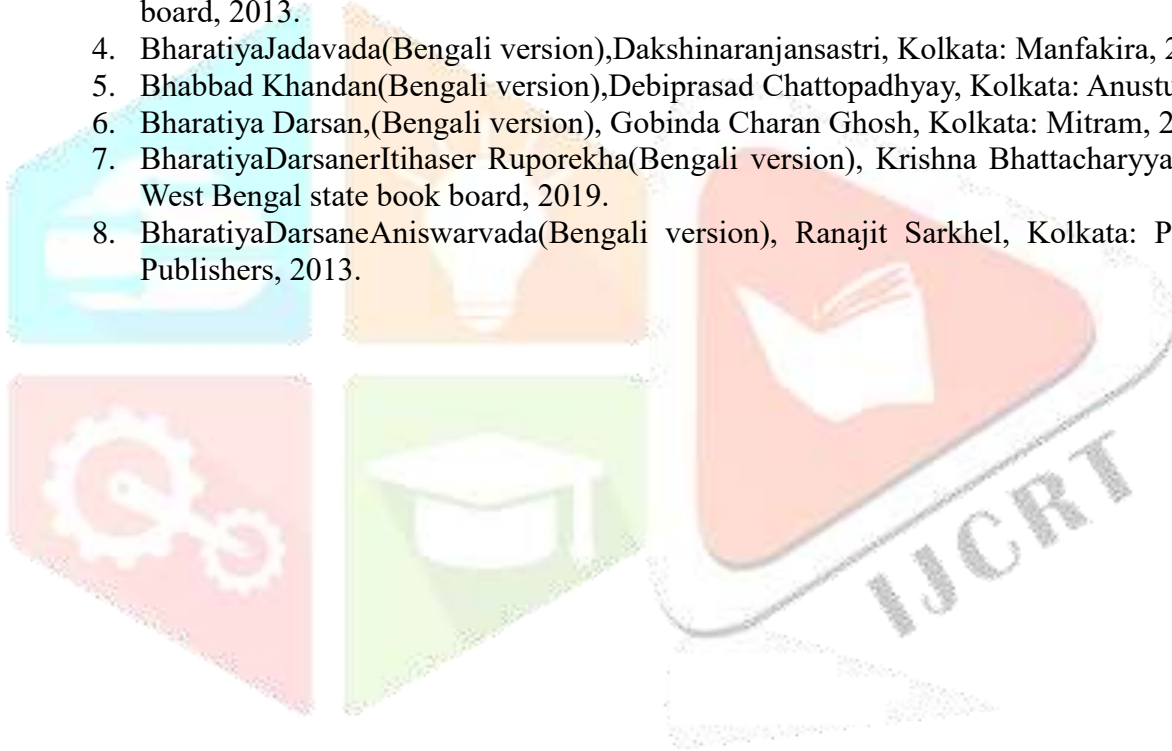 board, 2013.
4. BharatiyaJadavada(Bengali version),Dakshinaranjansastri, Kolkata: Manfakira,
5. Bhabbad Khandan(Bengali version),Debiprasad Chattopadhyay, Kolkata:
6. Bharatiya Darsan,(Bengali version), Gobinda Charan Ghosh, Kolkata: Mitram,
7. BharatiyaDarsanerItihaser Ruporekha(Bengali version), Krishna Bhattacharyya
West Bengal state book board, 2019.
8. BharatiyaDarsaneAniswarvada(Bengali version), Ranajit Sarkhel, Kolkata:
Publishers, 2013.
IJCRT